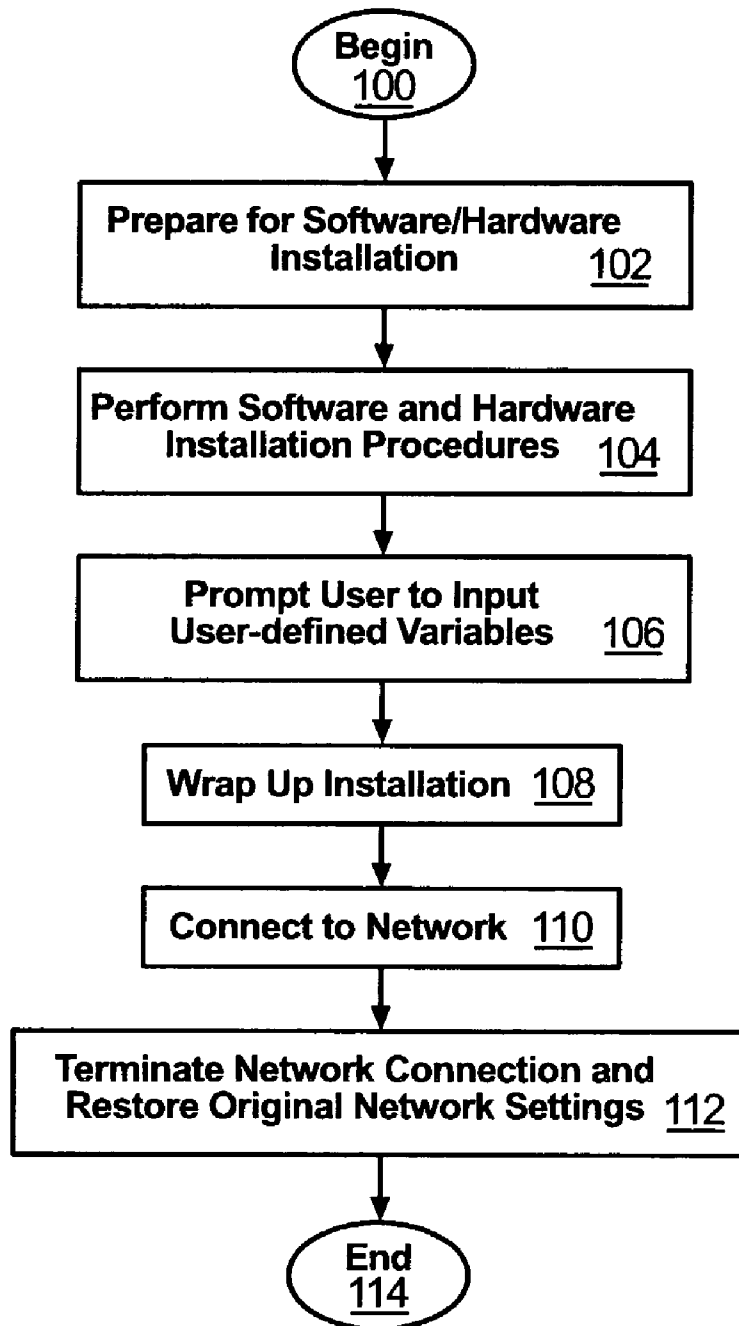 Begin
100
Prepare for Software/Hardware
Installation 102
Perform Software and Hardware
Installation Procedures 104
Prompt User to Input
User-defined Variables 106
Wrap Up Installation 108
Connect to Network 110
Terminate Network Connection and
Restore Original Network Settings 112
End
114